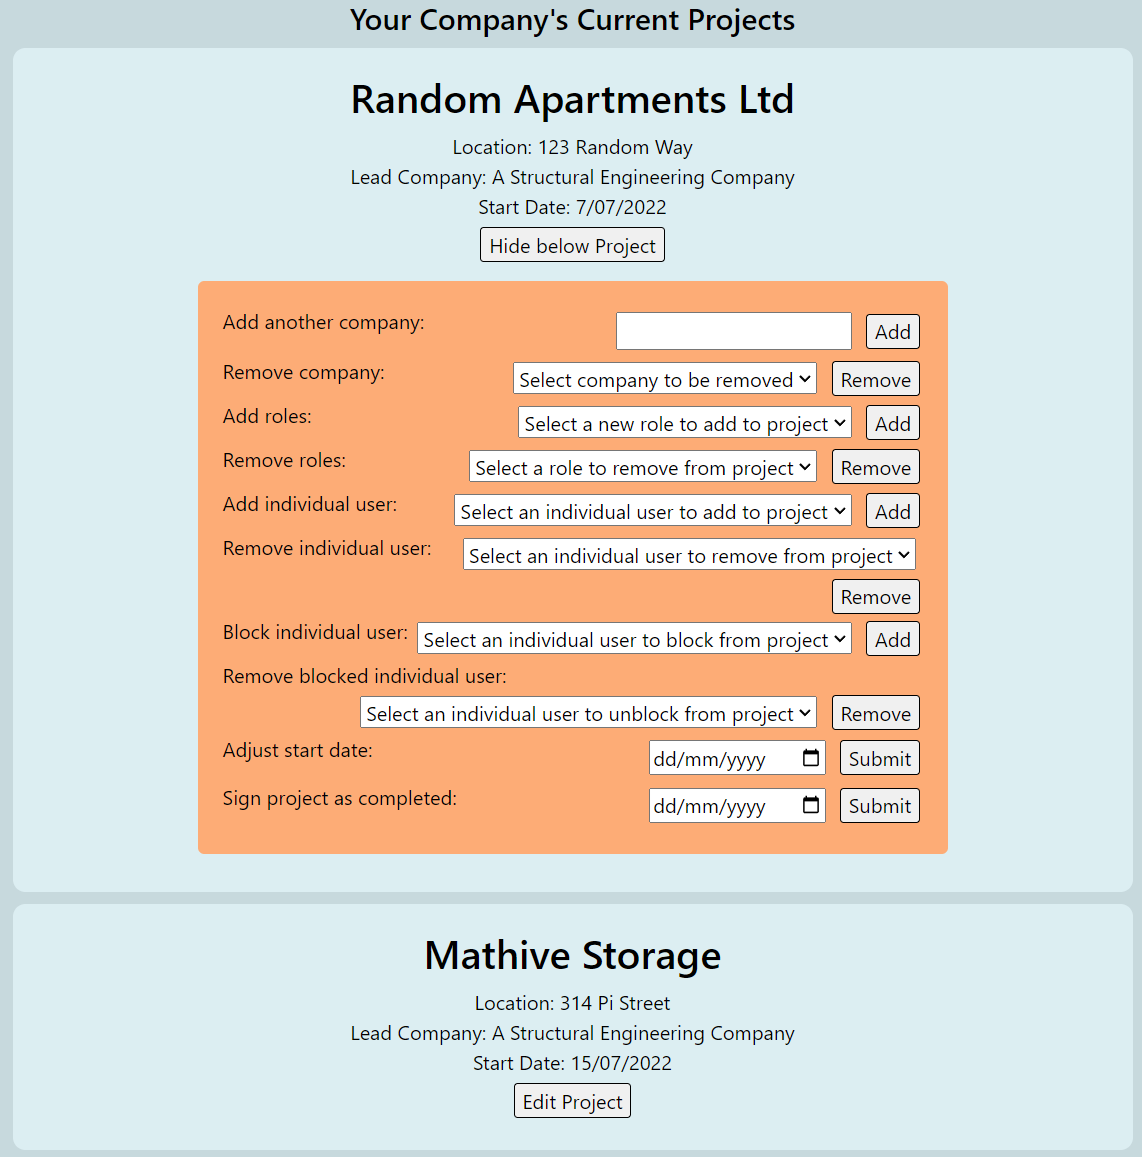 Your Company's Current Projects
Random Apartments Ltd
Location: 123 Random Way
Lead Company: A Structural Engineering Company
Start Date: 7/07/2022
Hide below Project
Add another company: Add
Remove company: Select company to be removed Remove
Add roles: Select a new role to add to project Add
Remove roles: Select a role to remove from project Remove
Add individual user: Select an individual user to add to project Add
Remove individual user: Select an individual user to remove from project
Remove
Block individual user: Select an individual user to block from project Add
Remove blocked individual user:
Select an individual user to unblock from project Remove
Adjust start date: dd/mm/yyyy Submit
Sign project as completed: dd/mm/yyyy Submit
Mathive Storage
Location: 314 Pi Street
Lead Company: A Structural Engineering Company
Start Date: 15/07/2022
Edit Project